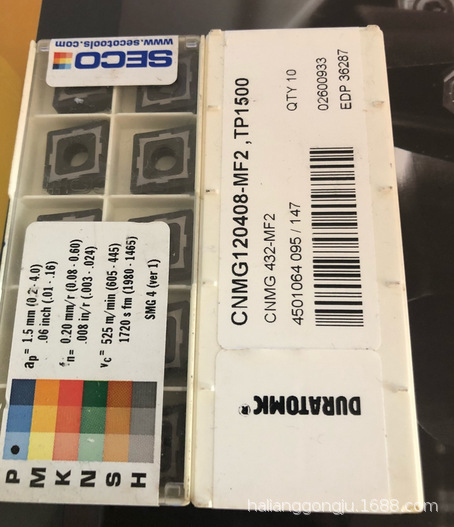 SECO
www.secotools.com
ap = 1.5 mm (0.2 - 4.0)
.06 inch (.01 - .16)
fn = 0.20 mm/r (0.08 - 0.60)
.008 in/r (.003 - .024)
vc = 525 m/min (605 - 445)
1720 s fm (1980 - 1465)
SMG 4 (ver 1)
P
M
K
N
S
H
CNMG120408-MF2 ,TP1500
CNMG 432-MF2
4501064 095 / 147
QTY 10
02600933
EDP 36287
DURATOMIC
hailanggongju.1688.com